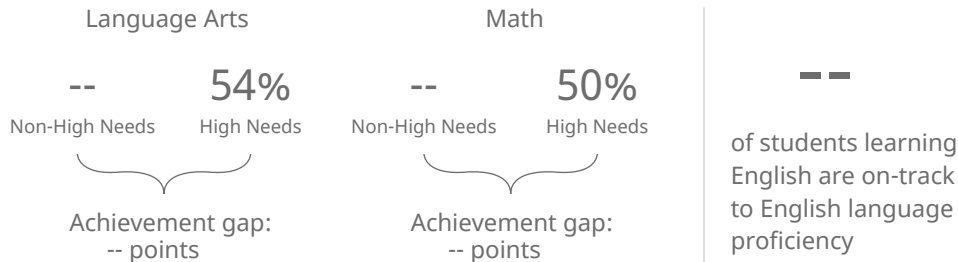 Language Arts
-- 54%
Non-High Needs High Needs
Achievement gap:
-- points
Math
-- 50%
Non-High Needs High Needs
Achievement gap:
-- points
--
of students learning
English are on-track
to English language
proficiency